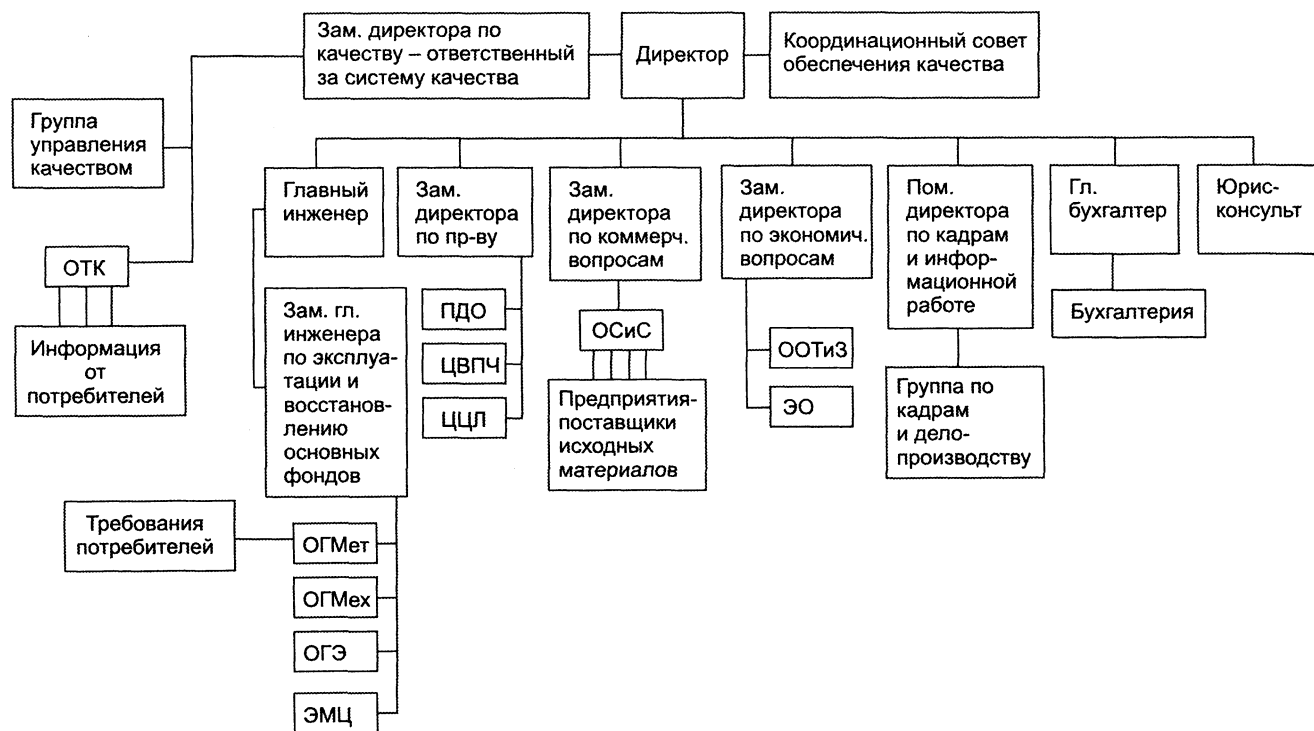 Зам. директора по
качеству – ответственный
за систему качества
Директор
Координационный совет
обеспечения качества
Группа
управления
качеством
Главный
инженер
Зам.
директора
по пр-ву
Зам.
директора
по коммерч.
вопросам
Зам.
директора
по экономич.
вопросам
Пом.
директора
по кадрам
и инфор-
мационной
работе
Гл.
бухгалтер
Юрис-
консульт
ОТК
Информация
от
потребителей
Зам. гл.
инженера
по эксплуа-
тации и
восстанов-
лению
основных
фондов
ПДО
ЦВПЧ
ЦЦЛ
ОСиС
Предприятия-
поставщики
исходных
материалов
ООТиЗ
ЭО
Группа по
кадрам
и дело-
производству
Бухгалтерия
Требования
потребителей
ОГМет
ОГМех
ОГЭ
ЭМЦ